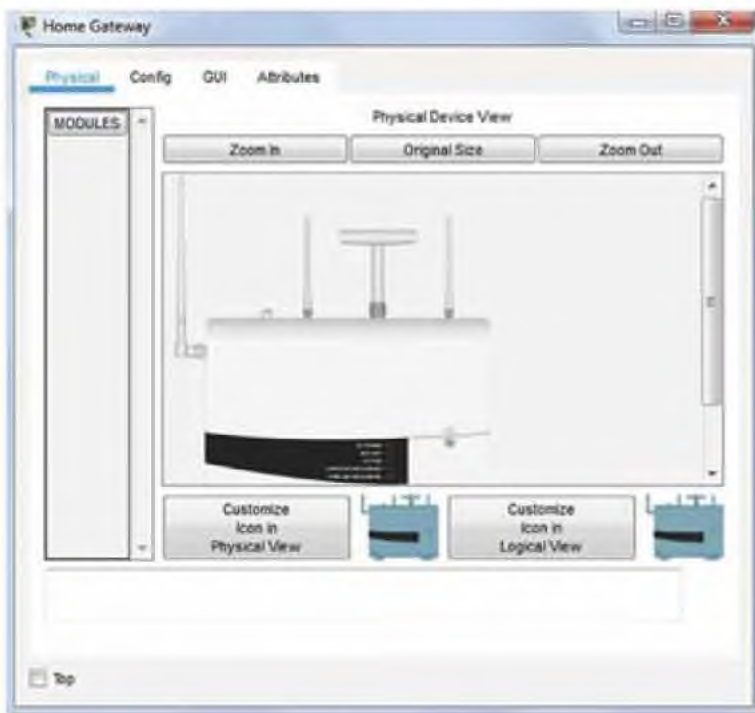 Home Gateway
Physical Config GUI Attributes
MODULES
Physical Device View
Zoom In Original Size Zoom Out
Customize
Icon in
Physical View
Customize
Icon in
Logical View
Top